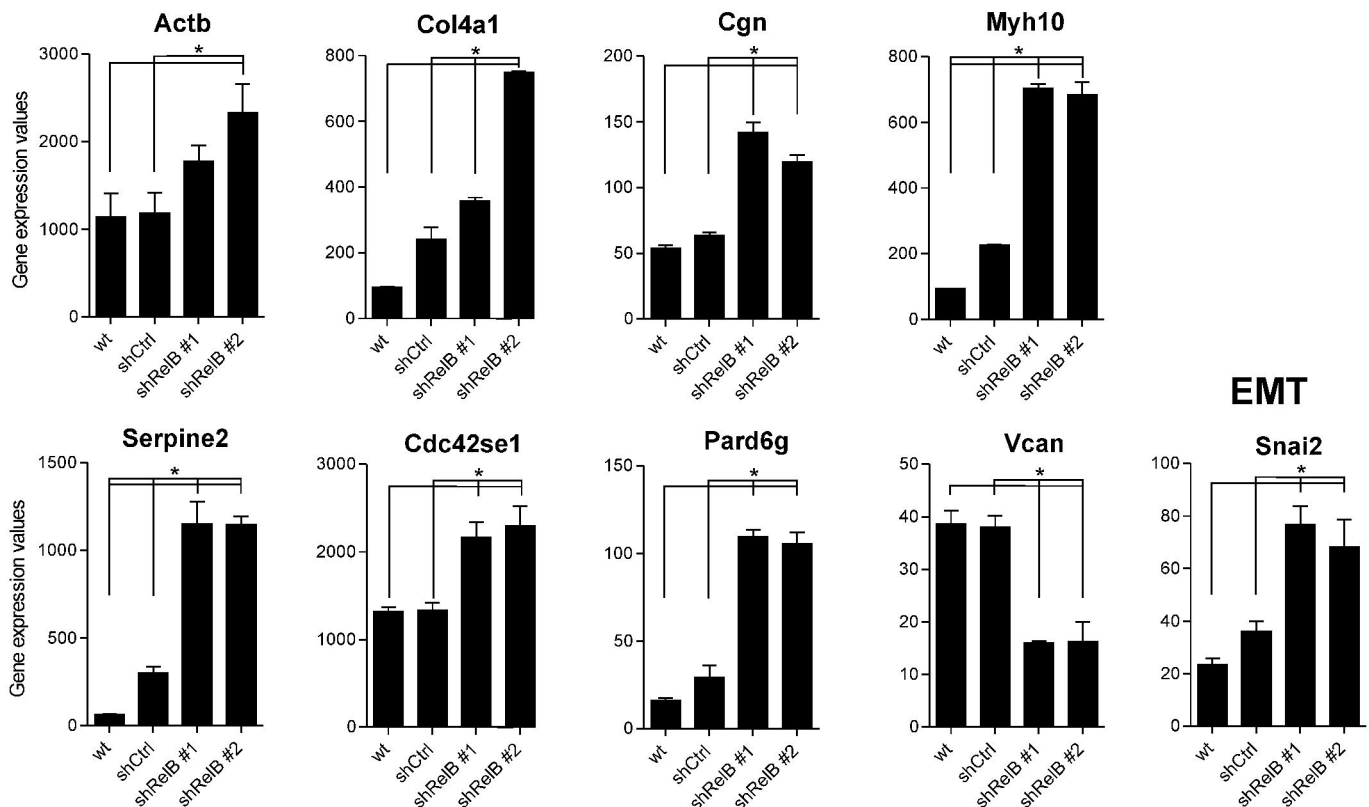 Actb
Col4a1
Cgn
Myh10
Gene expression values
3000
2000
1000
0
*
wt
shCtrl
shRelB #1
shRelB #2
800
600
400
200
0
*
wt
shCtrl
shRelB #1
shRelB #2
200
150
100
50
0
*
wt
shCtrl
shRelB #1
shRelB #2
800
600
400
200
0
*
wt
shCtrl
shRelB #1
shRelB #2
EMT
Serpine2
Cdc42se1
Pard6g
Vcan
Snai2
Gene expression values
1500
1000
500
0
*
wt
shCtrl
shRelB #1
shRelB #2
3000
2000
1000
0
*
wt
shCtrl
shRelB #1
shRelB #2
150
100
50
0
*
wt
shCtrl
shRelB #1
shRelB #2
50
40
30
20
10
0
*
wt
shCtrl
shRelB #1
shRelB #2
100
80
60
40
20
0
*
wt
shCtrl
shRelB #1
shRelB #2